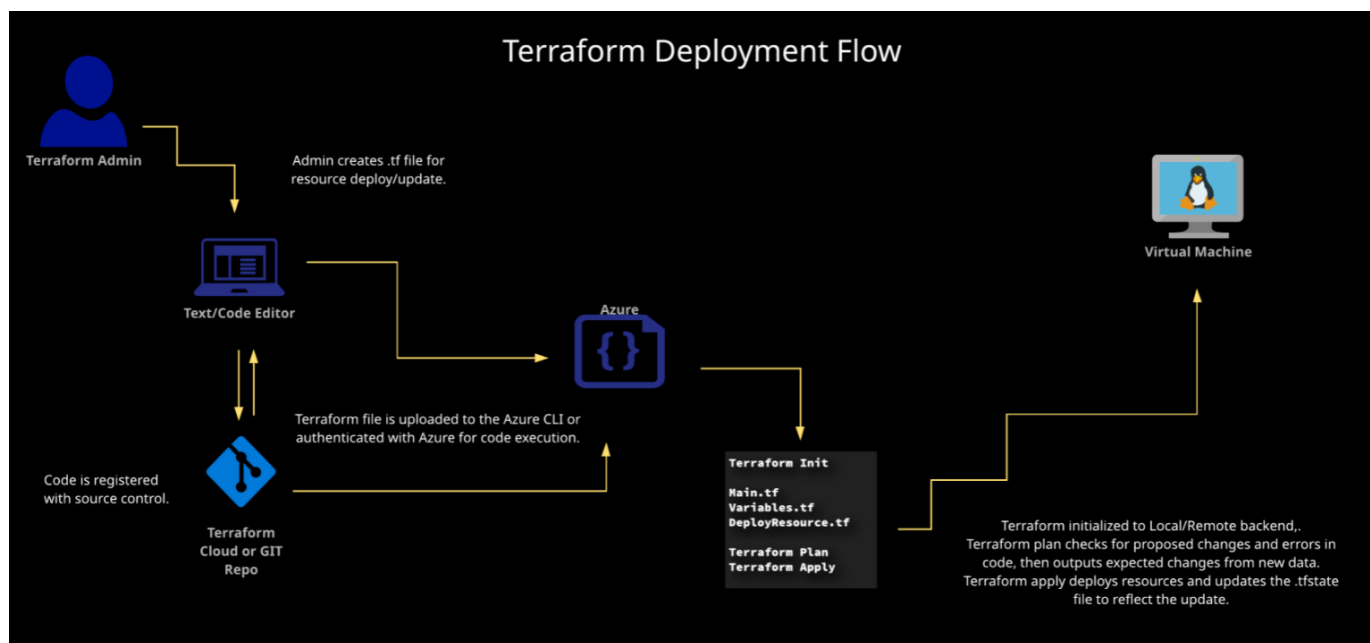 Terraform Deployment Flow
Terraform Admin
Admin creates .tf file for
resource deploy/update.
Virtual Machine
Text/Code Editor
Azure
{ }
Terraform file is uploaded to the Azure CLI or
authenticated with Azure for code execution.
Code is registered
with source control.
Terraform
Cloud or GIT
Repo
Terraform Init
Main.tf
Variables.tf
DeployResource.tf
Terraform Plan
Terraform Apply
Terraform initialized to Local/Remote backend,.
Terraform plan checks for proposed changes and errors in
code, then outputs expected changes from new data.
Terraform apply deploys resources and updates the .tfstate
file to reflect the update.